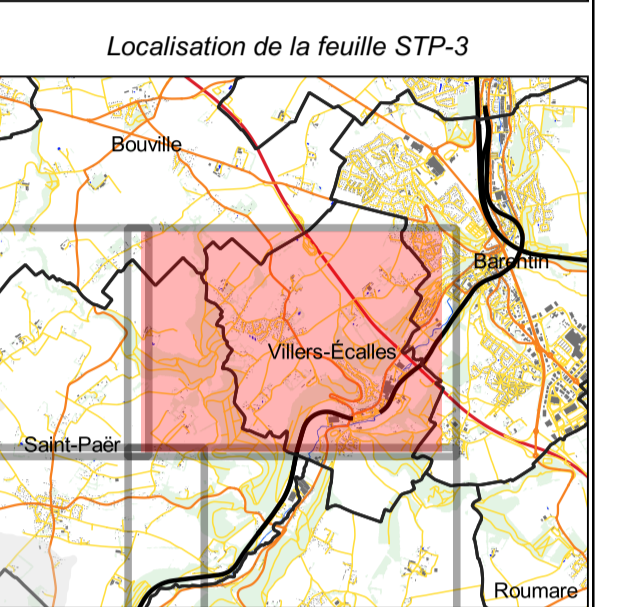 Localisation de la feuille STP-3
Bouville
Barentin
Villers-Écalles
Saint-Paër
Roumare